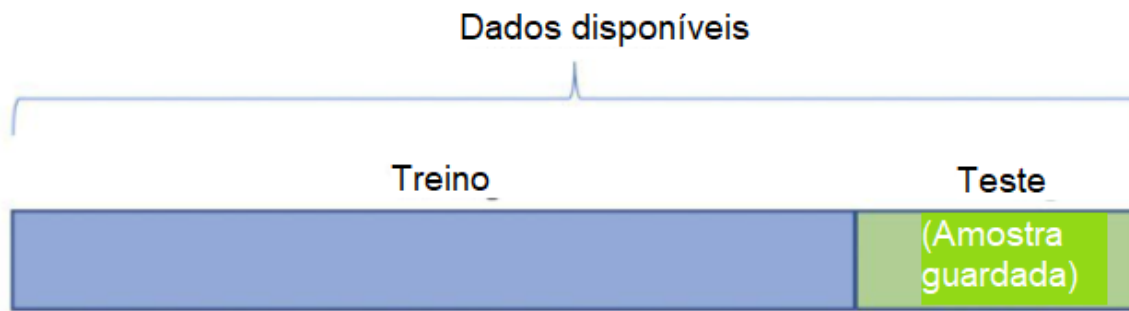 Dados disponíveis
Treino
Teste
(Amostra
guardada)